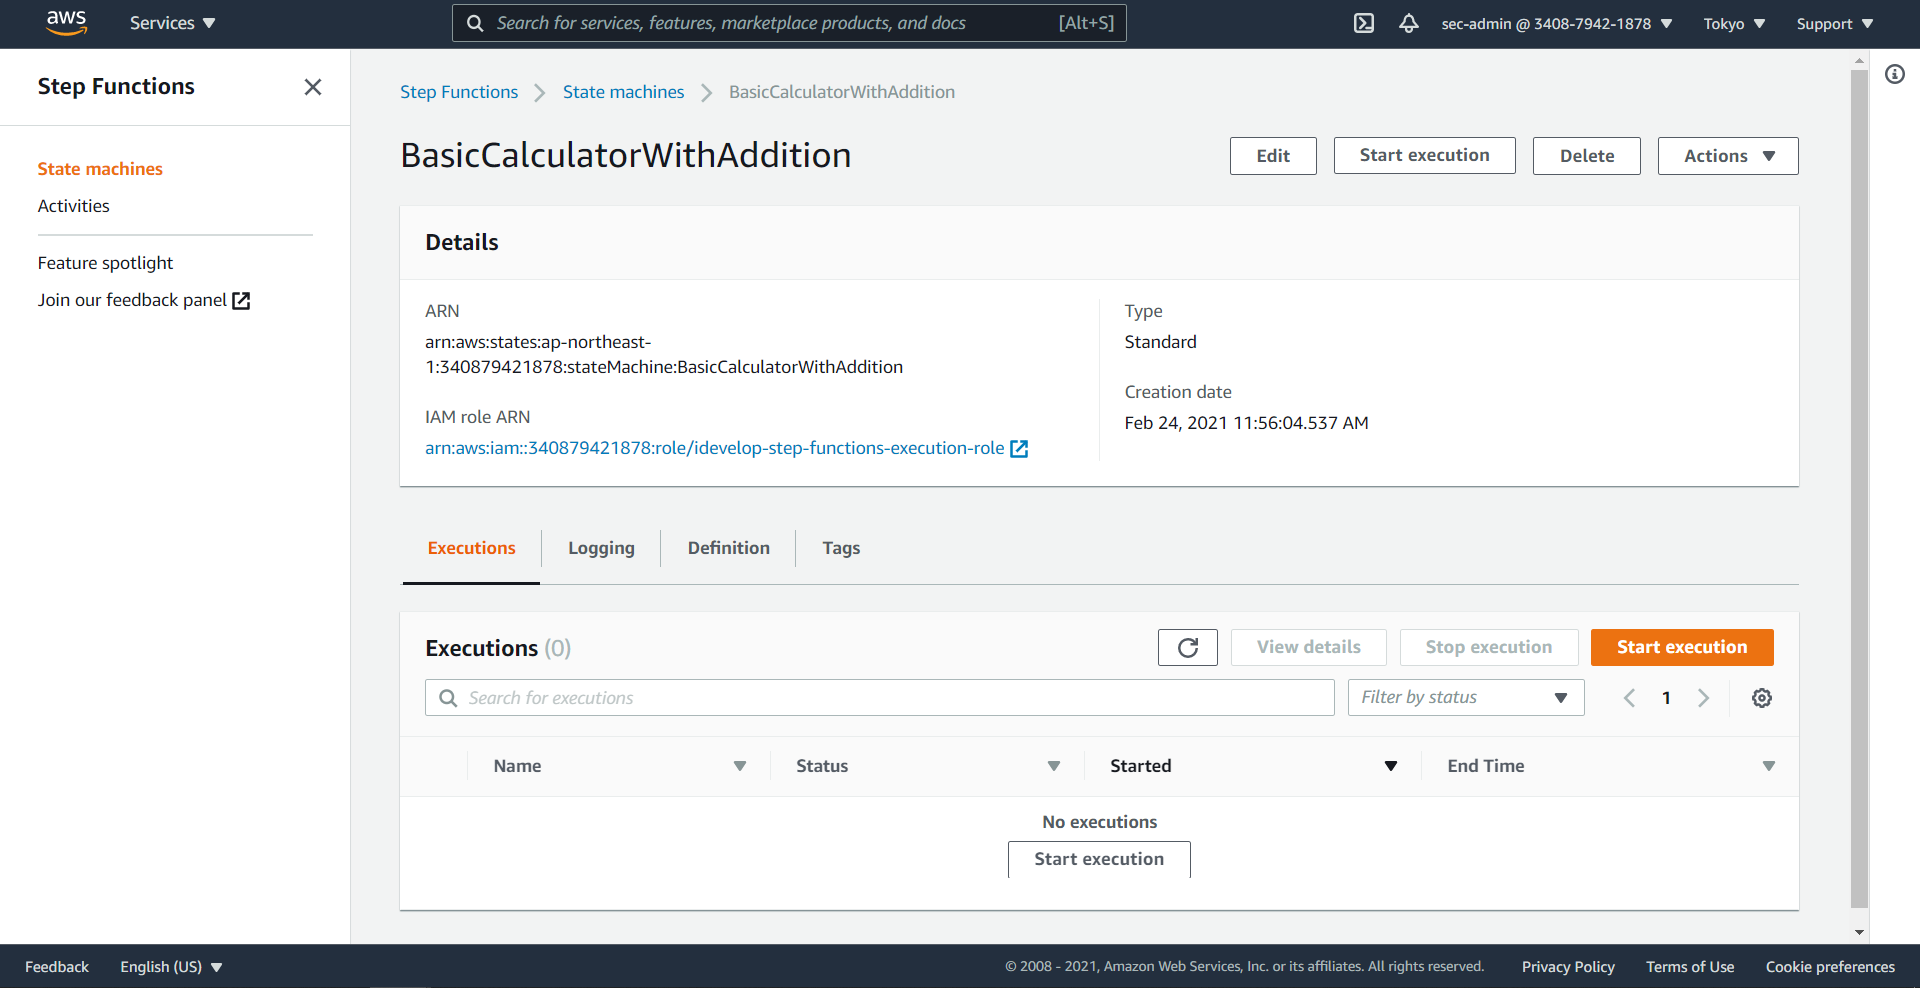 aws
Services
Search for services, features, marketplace products, and docs [Alt+S]
sec-admin @ 3408-7942-1878
Tokyo
Support
Step Functions
State machines
Activities
Feature spotlight
Join our feedback panel
Step Functions State machines BasicCalculatorWithAddition
BasicCalculatorWithAddition
Edit
Start execution
Delete
Actions
Details
ARN
arn:aws:states:ap-northeast-
1:340879421878:stateMachine:BasicCalculatorWithAddition
IAM role ARN
arn:aws:iam::340879421878:role/idevelop-step-functions-execution-role
Type
Standard
Creation date
Feb 24, 2021 11:56:04.537 AM
Executions
Logging
Definition
Tags
Executions (0)
View details
Stop execution
Start execution
Search for executions
Filter by status
1
Name
Status
Started
End Time
No executions
Start execution
Feedback
English (US)
© 2008 - 2021, Amazon Web Services, Inc. or its affiliates. All rights reserved.
Privacy Policy
Terms of Use
Cookie preferences